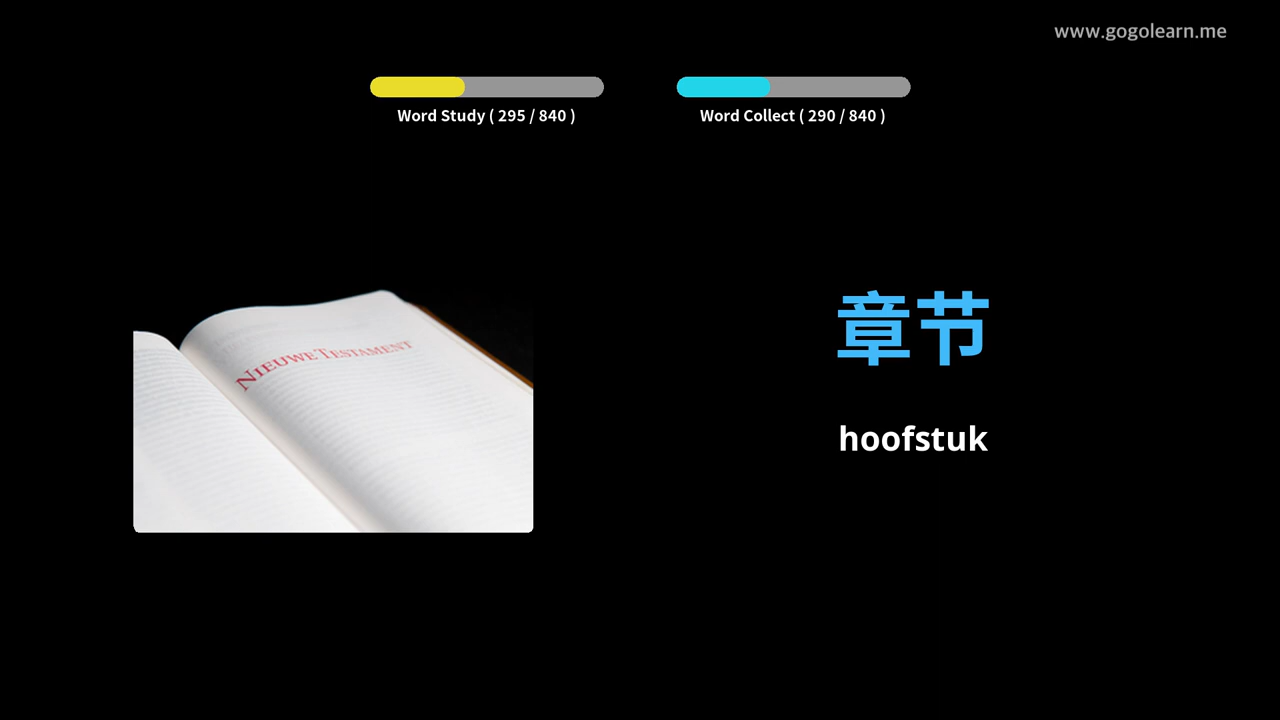 www.gogolearn.me
Word Study ( 295 / 840 )
Word Collect ( 290 / 840 )
NIEUWE TESTAMENT
章节
hoofstuk